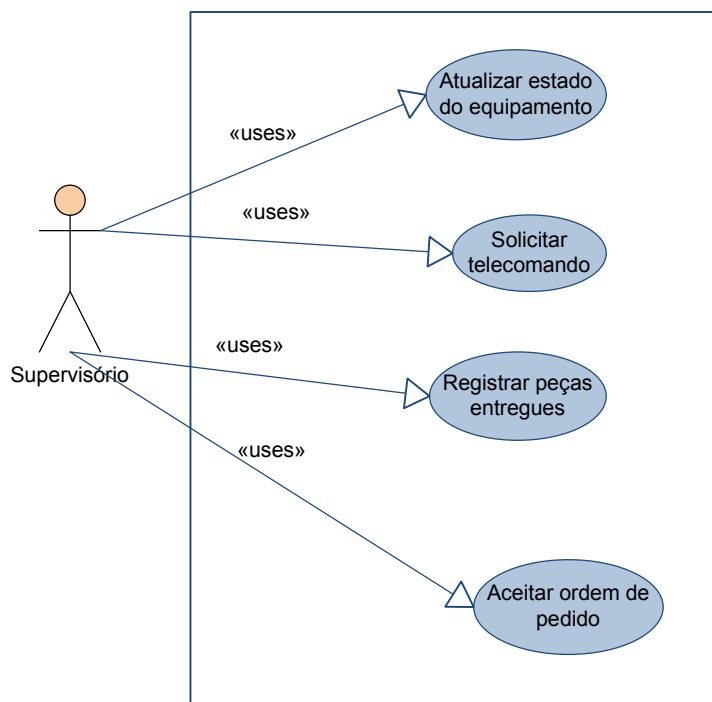 Atualizar estado
do equipamento
«uses»
«uses»
Solicitar
telecomando
«uses»
Supervisório
Registrar peças
entregues
«uses»
Aceitar ordem de
pedido